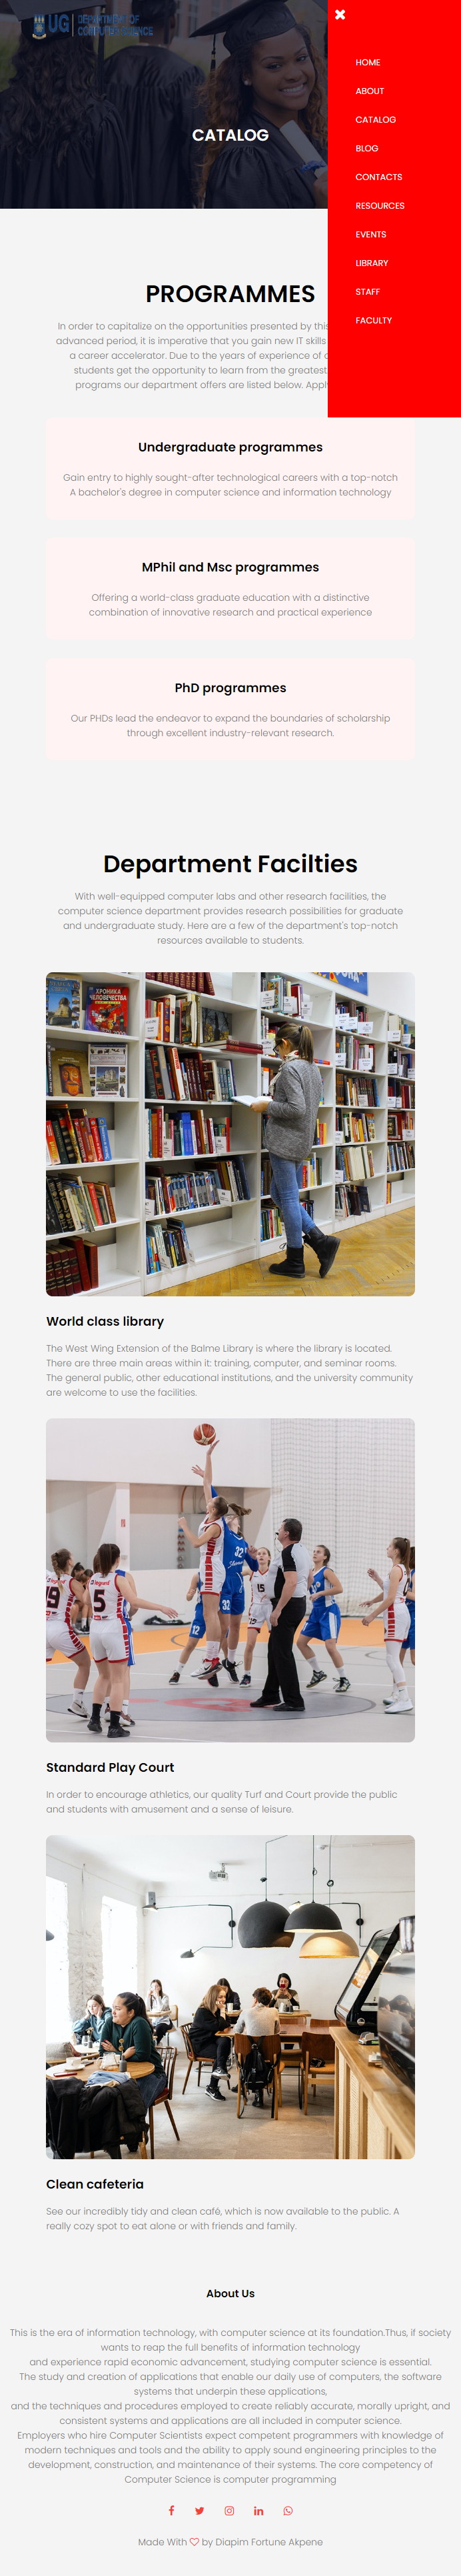 UG DEPARTMENT OF
COMPUTER SCIENCE
HOME
ABOUT
CATALOG
BLOG
CONTACTS
RESOURCES
EVENTS
LIBRARY
STAFF
FACULTY
CATALOG
PROGRAMMES
In order to capitalize on the opportunities presented by this
advanced period, it is imperative that you gain new IT skills
a career accelerator. Due to the years of experience of
students get the opportunity to learn from the greatest
programs our department offers are listed below. Apply
Undergraduate programmes
Gain entry to highly sought-after technological careers with a top-notch
A bachelor's degree in computer science and information technology
MPhil and Msc programmes
Offering a world-class graduate education with a distinctive
combination of innovative research and practical experience
PhD programmes
Our PHDs lead the endeavor to expand the boundaries of scholarship
through excellent industry-relevant research.
Department Facilties
With well-equipped computer labs and other research facilities, the
computer science department provides research possibilities for graduate
and undergraduate study. Here are a few of the department's top-notch
resources available to students.
ХРОНИКА
ЧЕЛОВЕЧЕСТВА
World class library
The West Wing Extension of the Balme Library is where the library is located.
There are three main areas within it: training, computer, and seminar rooms.
The general public, other educational institutions, and the university community
are welcome to use the facilities.
32
32
15
5
12
Standard Play Court
In order to encourage athletics, our quality Turf and Court provide the public
and students with amusement and a sense of leisure.
Clean cafeteria
See our incredibly tidy and clean café, which is now available to the public. A
really cozy spot to eat alone or with friends and family.
About Us
This is the era of information technology, with computer science at its foundation.Thus, if society
wants to reap the full benefits of information technology
and experience rapid economic advancement, studying computer science is essential.
The study and creation of applications that enable our daily use of computers, the software
systems that underpin these applications,
and the techniques and procedures employed to create reliably accurate, morally upright, and
consistent systems and applications are all included in computer science.
Employers who hire Computer Scientists expect competent programmers with knowledge of
modern techniques and tools and the ability to apply sound engineering principles to the
development, construction, and maintenance of their systems. The core competency of
Computer Science is computer programming
Made With ♡ by Diapim Fortune Akpene